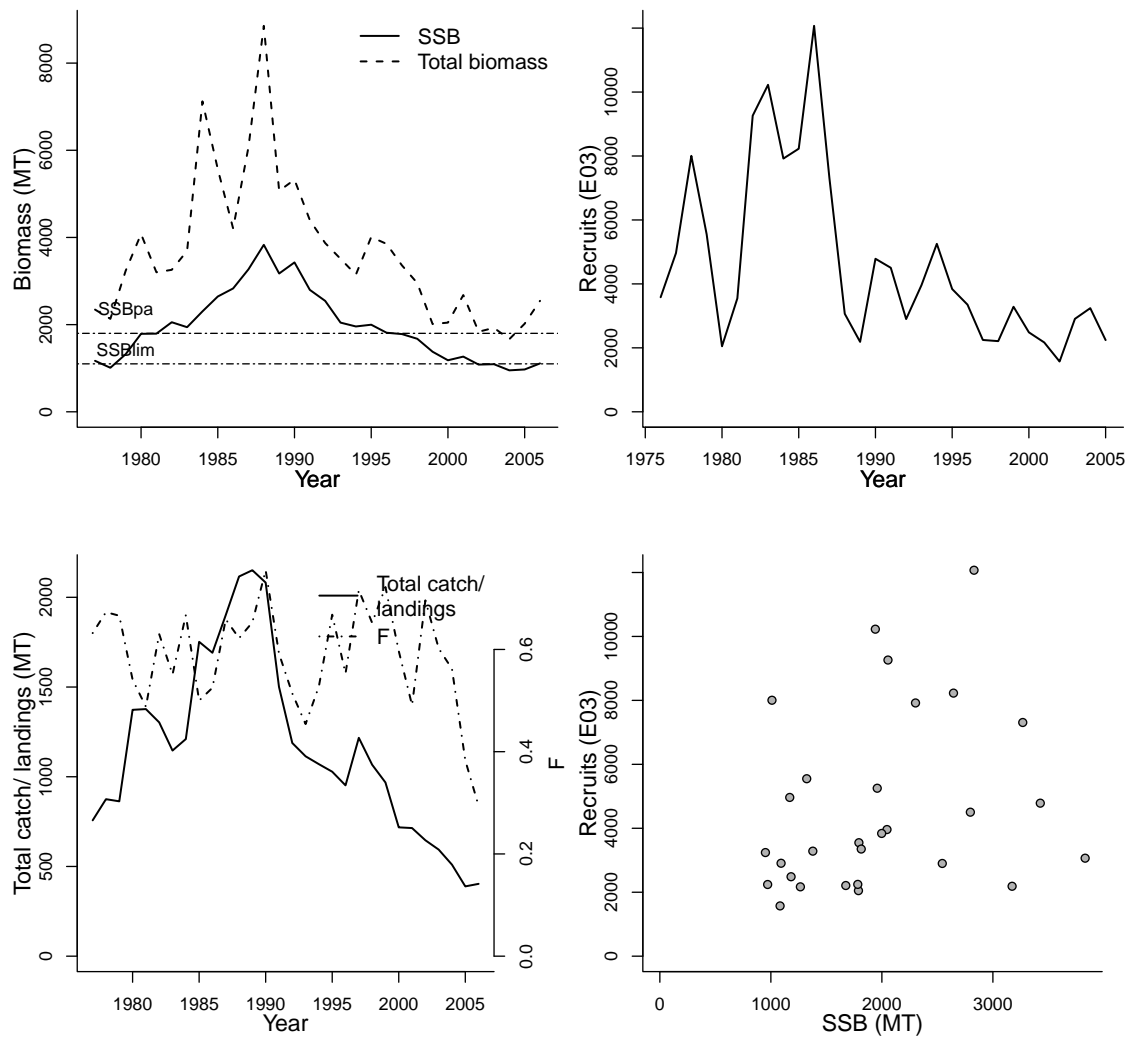 SSB
Total biomass
8000
6000
4000
2000
0
Biomass (MT)
SSBpa
SSBlim
1980 1985 1990 1995 2000 2005
Year
10000
8000
6000
4000
2000
0
Recruits (E03)
1975 1980 1985 1990 1995 2000 2005
Year
Total catch/
landings
F
2000
1500
1000
500
0
Total catch/ landings (MT)
0.6
0.4
0.2
0.0
F
1980 1985 1990 1995 2000 2005
Year
10000
8000
6000
4000
2000
0
Recruits (E03)
0 1000 2000 3000
SSB (MT)